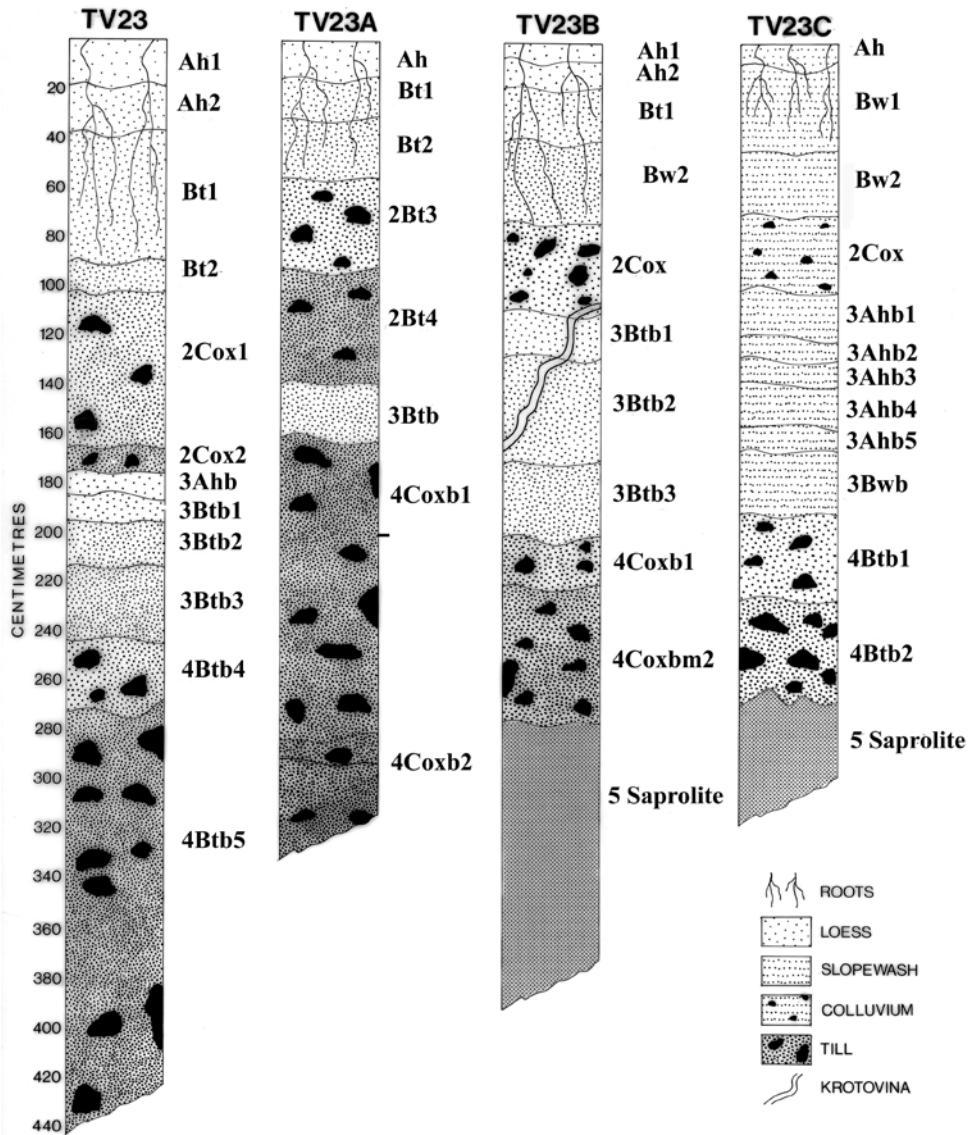 TV23
TV23A
TV23B
TV23C
CENTIMETRES
20
40
60
80
100
120
140
160
180
200
220
240
260
280
300
320
340
360
380
400
420
440
Ah1
Ah2
Bt1
Bt2
2Cox1
2Cox2
3Ahb
3Btb1
3Btb2
3Btb3
4Btb4
4Btb5
Ah
Bt1
Bt2
2Bt3
2Bt4
3Btb
4Coxb1
4Coxb2
Ah1
Ah2
Bt1
Bw2
2Cox
3Btb1
3Btb2
3Btb3
4Coxb1
4Coxbm2
5 Saprolite
Ah
Bw1
Bw2
2Cox
3Ahb1
3Ahb2
3Ahb3
3Ahb4
3Ahb5
3Bwb
4Btb1
4Btb2
5 Saprolite
ROOTS
LOESS
SLOPEWASH
COLLUVIUM
TILL
KROTOVINA